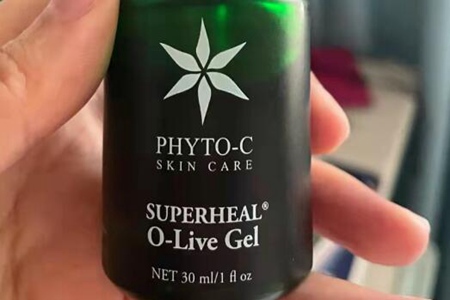 PHYTO-C
SKIN CARE
SUPERHEAL®
O-Live Gel
NET 30 ml/1 fl oz